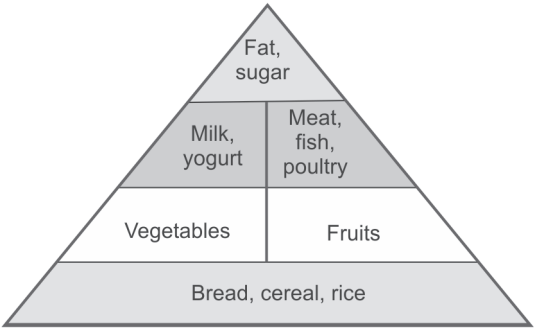 Fat,
sugar
Milk,
yogurt
Meat,
fish,
poultry
Vegetables
Fruits
Bread, cereal, rice